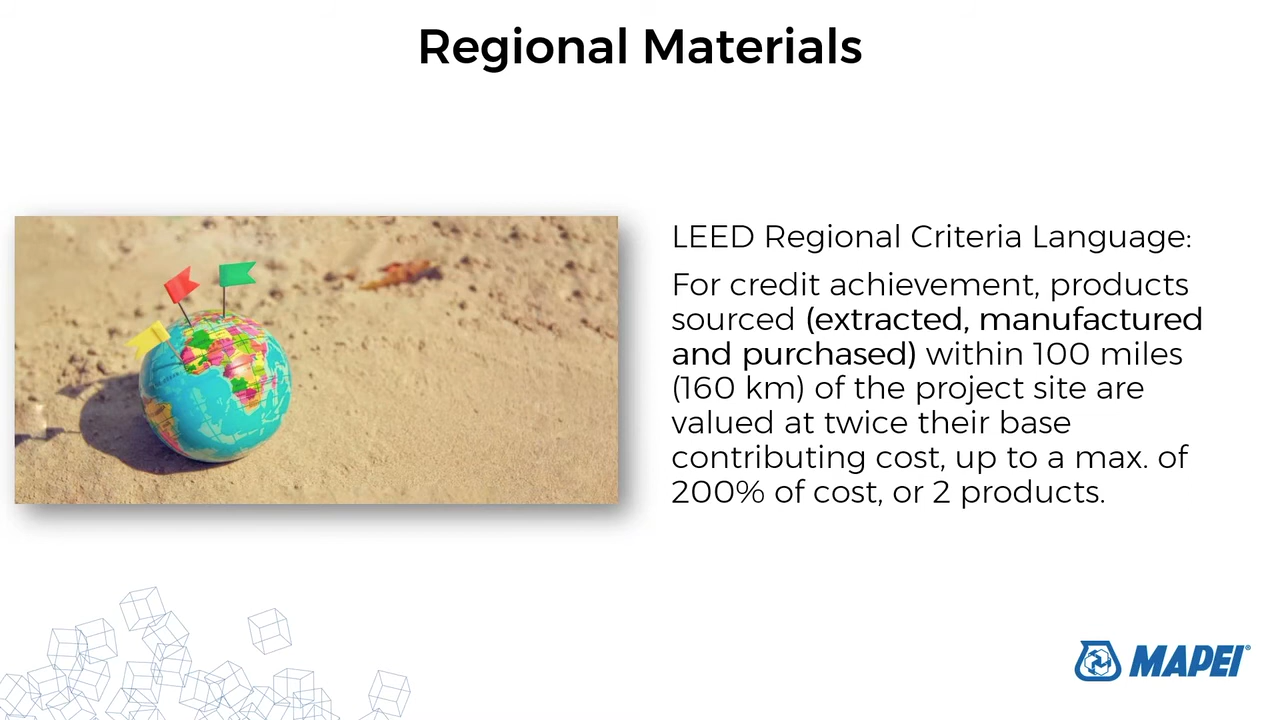 Regional Materials
LEED Regional Criteria Language:
For credit achievement, products
sourced (extracted, manufactured
and purchased) within 100 miles
(160 km) of the project site are
valued at twice their base
contributing cost, up to a max. of
200% of cost, or 2 products.
MAPEI®